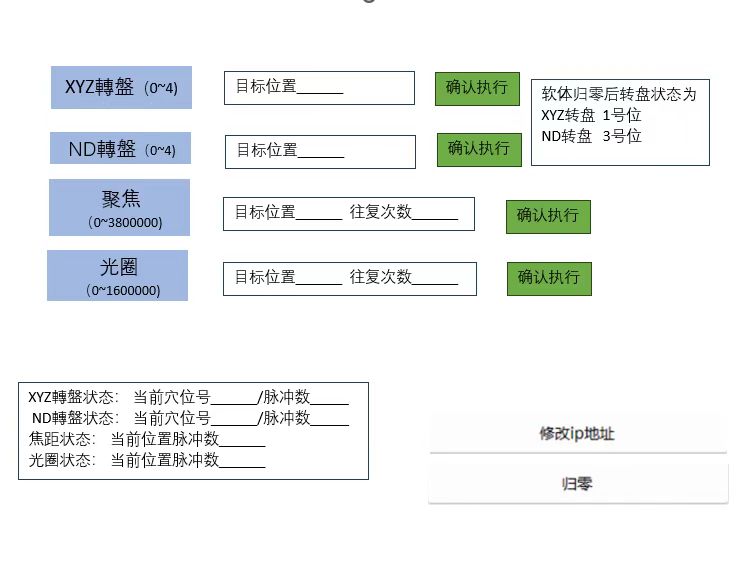 XYZ轉盤（0~4)
目标位置______
确认执行
软体归零后转盘状态为
XYZ转盘 1号位
ND转盘 3号位
ND轉盤（0~4)
目标位置______
确认执行
聚焦
（0~3800000)
目标位置______ 往复次数______
确认执行
光圈
（0~1600000)
目标位置______ 往复次数______
确认执行
XYZ轉盤状态： 当前穴位号______/脉冲数_____
ND轉盤状态： 当前穴位号______/脉冲数_____
焦距状态： 当前位置脉冲数______
光圈状态： 当前位置脉冲数______
修改ip地址
归零